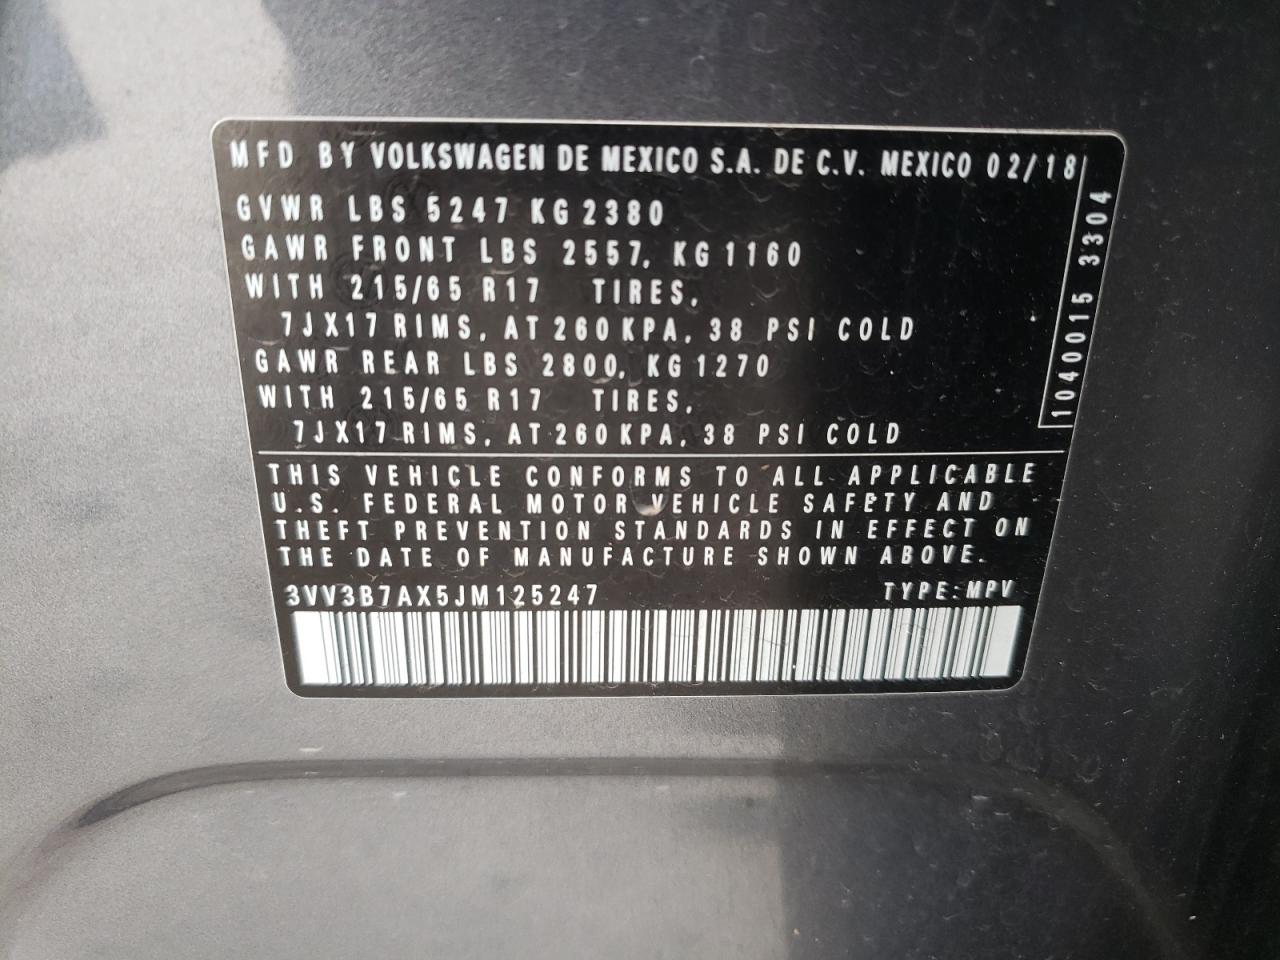 MFD BY VOLKSWAGEN DE MEXICO S.A. DE C.V. MEXICO 02/18
GVWR LBS 5247 KG 2380
GAWR FRONT LBS 2557, KG 1160
WITH 215/65 R17 TIRES,
7JX17 RIMS, AT 260 KPA, 38 PSI COLD
GAWR REAR LBS 2800, KG 1270
WITH 215/65 R17 TIRES,
7JX17 RIMS, AT 260 KPA, 38 PSI COLD
10400015 3304
THIS VEHICLE CONFORMS TO ALL APPLICABLE
U.S. FEDERAL MOTOR VEHICLE SAFETY AND
THEFT PREVENTION STANDARDS IN EFFECT ON
THE DATE OF MANUFACTURE SHOWN ABOVE.
3VV3B7AX5JM125247 TYPE: MPV